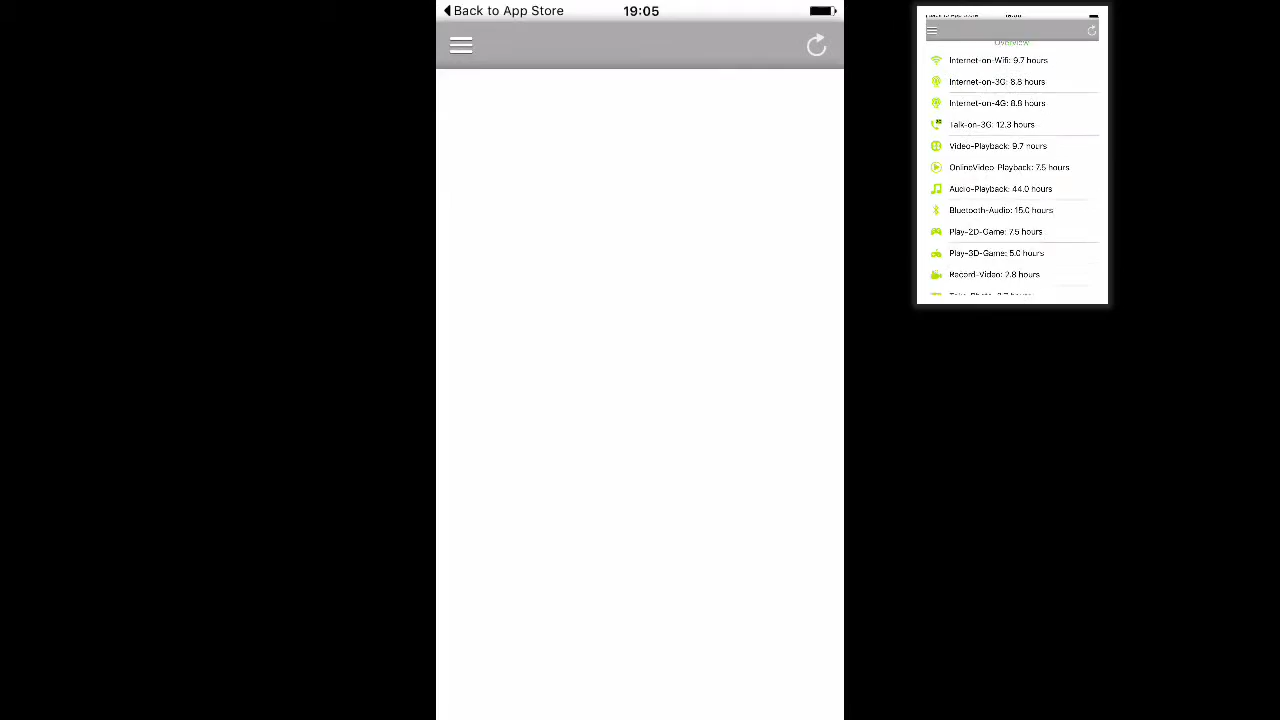 Back to App Store
19:05
Overview
Internet-on-Wifi: 9.7 hours
Internet-on-3G: 8.8 hours
Internet-on-4G: 8.8 hours
Talk-on-3G: 12.3 hours
Video-Playback: 9.7 hours
OnlineVideo-Playback: 7.5 hours
Audio-Playback: 44.0 hours
Bluetooth-Audio: 15.0 hours
Play-2D-Game: 7.5 hours
Play-3D-Game: 5.0 hours
Record-Video: 2.8 hours